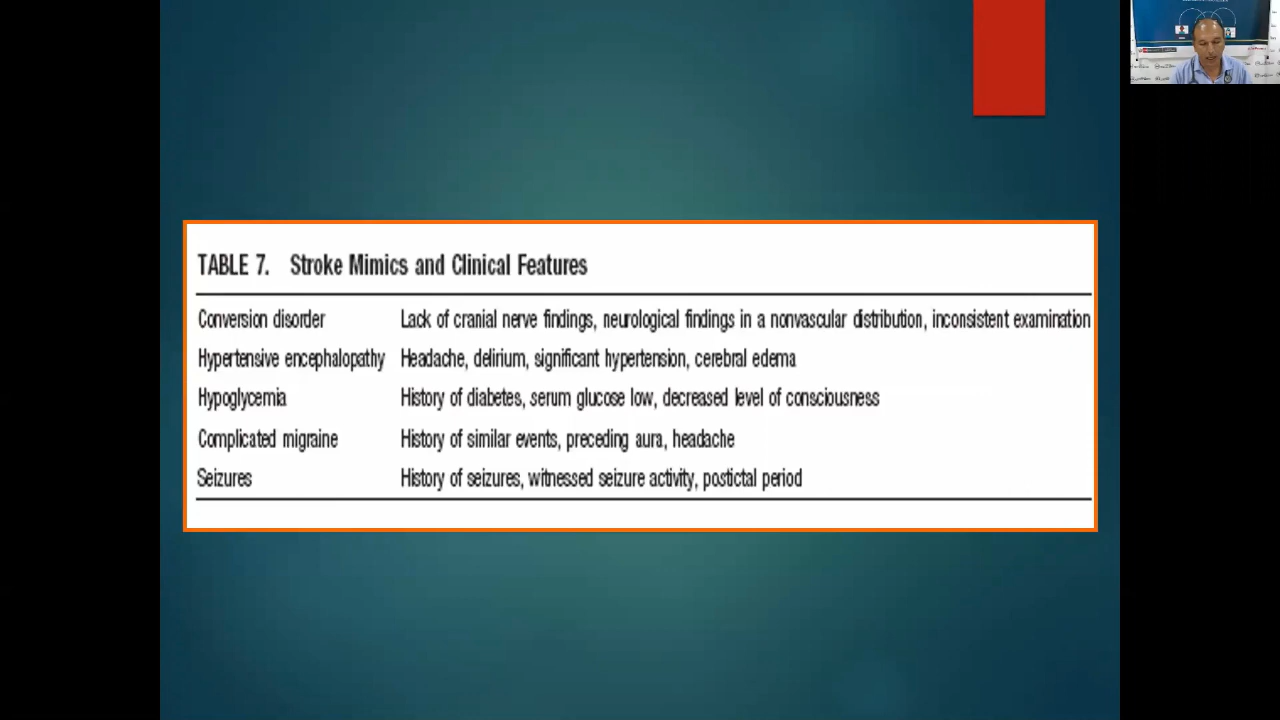 TABLE 7. Stroke Mimics and Clinical Features
Conversion disorder Lack of cranial nerve findings, neurological findings in a nonvascular distribution, inconsistent examination
Hypertensive encephalopathy Headache, delirium, significant hypertension, cerebral edema
Hypoglycemia History of diabetes, serum glucose low, decreased level of consciousness
Complicated migraine History of similar events, preceding aura, headache
Seizures History of seizures, witnessed seizure activity, postictal period